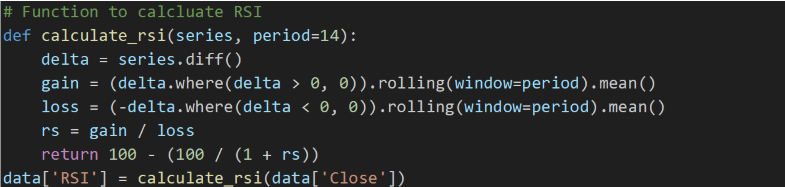 # Function to calcluate RSI
def calculate_rsi(series, period=14):
    delta = series.diff()
    gain = (delta.where(delta > 0, 0)).rolling(window=period).mean()
    loss = (-delta.where(delta < 0, 0)).rolling(window=period).mean()
    rs = gain / loss
    return 100 - (100 / (1 + rs))
data['RSI'] = calculate_rsi(data['Close'])